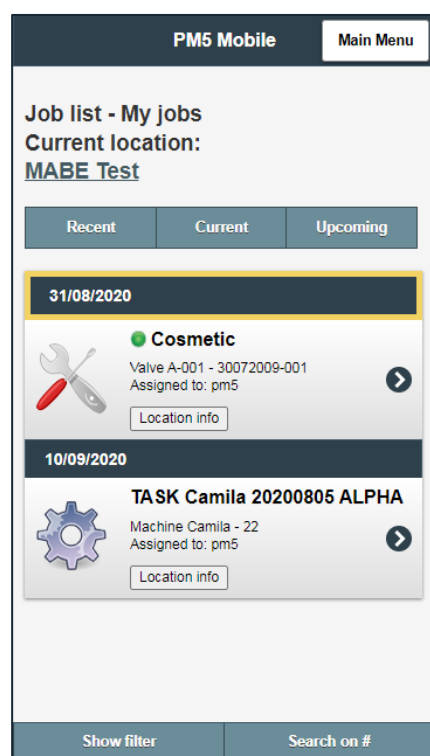 PM5 Mobile
Main Menu
Job list - My jobs
Current location:
MABE Test
Recent
Current
Upcoming
31/08/2020
Cosmetic
Valve A-001 - 30072009-001
Assigned to: pm5
Location info
10/09/2020
TASK Camila 20200805 ALPHA
Machine Camila - 22
Assigned to: pm5
Location info
Show filter
Search on #